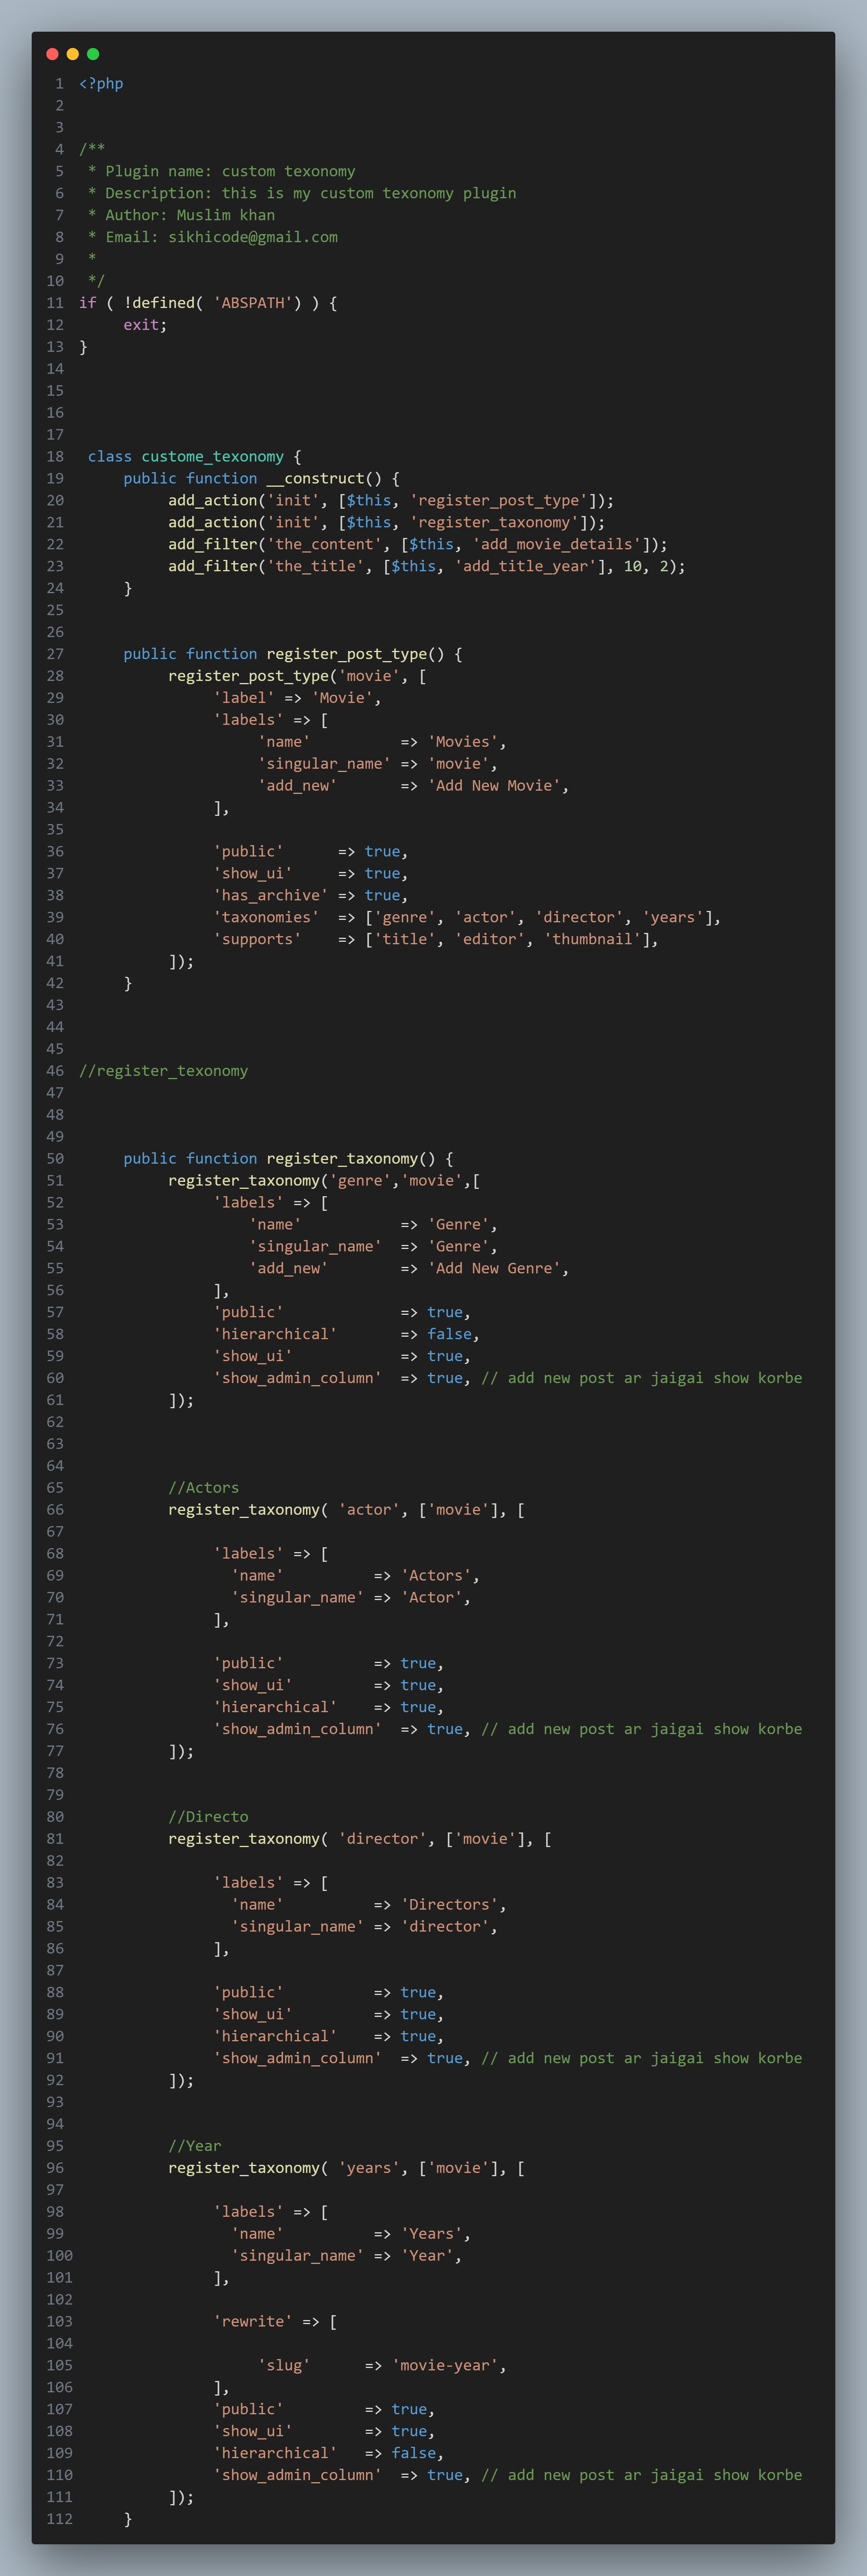 1 <?php
2
3
4 /**
5  * Plugin name: custom texonomy
6  * Description: this is my custom texonomy plugin
7  * Author: Muslim khan
8  * Email: sikhicode@gmail.com
9  *
10  */
11 if ( !defined( 'ABSPATH') ) {
12      exit;
13 }
14
15
16
17
18  class custome_texonomy {
19      public function __construct() {
20           add_action('init', [$this, 'register_post_type']);
21           add_action('init', [$this, 'register_taxonomy']);
22           add_filter('the_content', [$this, 'add_movie_details']);
23           add_filter('the_title', [$this, 'add_title_year'], 10, 2);
24      }
25
26
27      public function register_post_type() {
28           register_post_type('movie', [
29                'label' => 'Movie',
30                'labels' => [
31                     'name'          => 'Movies',
32                     'singular_name' => 'movie',
33                     'add_new'       => 'Add New Movie',
34                ],
35
36                'public'      => true,
37                'show_ui'     => true,
38                'has_archive' => true,
39                'taxonomies'  => ['genre', 'actor', 'director', 'years'],
40                'supports'    => ['title', 'editor', 'thumbnail'],
41           ]);
42      }
43
44
45
46 //register_texonomy
47
48
49
50      public function register_taxonomy() {
51           register_taxonomy('genre','movie',[
52                'labels' => [
53                    'name'           => 'Genre',
54                    'singular_name'  => 'Genre',
55                    'add_new'        => 'Add New Genre',
56                ],
57                'public'             => true,
58                'hierarchical'       => false,
59                'show_ui'            => true,
60                'show_admin_column'  => true, // add new post ar jaigai show korbe
61           ]);
62
63
64
65           //Actors
66           register_taxonomy( 'actor', ['movie'], [
67
68                'labels' => [
69                  'name'          => 'Actors',
70                  'singular_name' => 'Actor',
71                ],
72
73                'public'          => true,
74                'show_ui'         => true,
75                'hierarchical'    => true,
76                'show_admin_column'  => true, // add new post ar jaigai show korbe
77           ]);
78
79
80           //Directo
81           register_taxonomy( 'director', ['movie'], [
82
83                'labels' => [
84                  'name'          => 'Directors',
85                  'singular_name' => 'director',
86                ],
87
88                'public'          => true,
89                'show_ui'         => true,
90                'hierarchical'    => true,
91                'show_admin_column'  => true, // add new post ar jaigai show korbe
92           ]);
93
94
95           //Year
96           register_taxonomy( 'years', ['movie'], [
97
98                'labels' => [
99                  'name'          => 'Years',
100                  'singular_name' => 'Year',
101                ],
102
103                'rewrite' => [
104
105                     'slug'      => 'movie-year',
106                ],
107                'public'         => true,
108                'show_ui'        => true,
109                'hierarchical'   => false,
110                'show_admin_column'  => true, // add new post ar jaigai show korbe
111           ]);
112      }